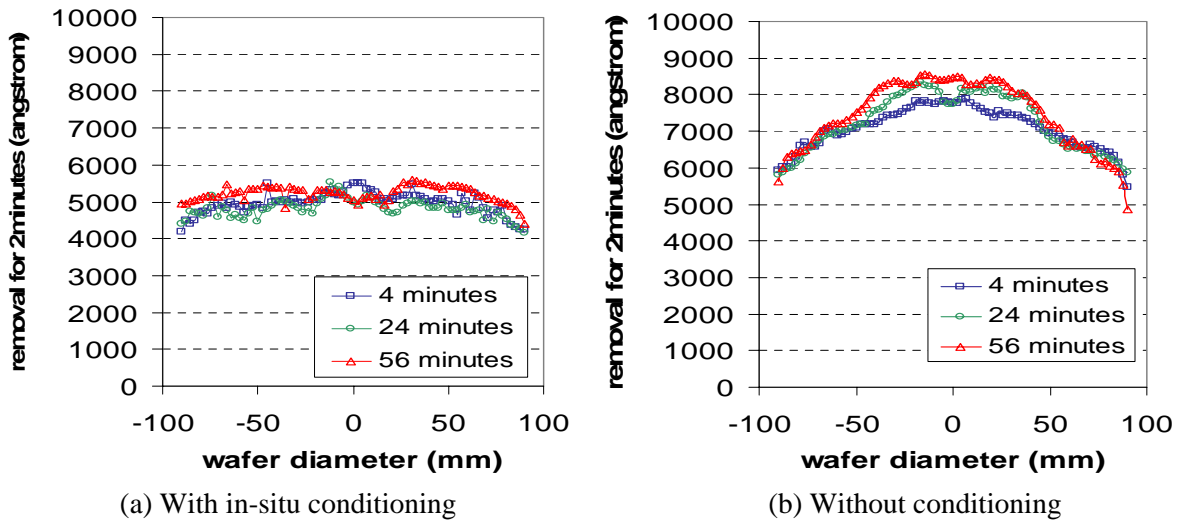 removal for 2minutes (angstrom)
10000
9000
8000
7000
6000
5000
4000
3000
2000
1000
0
4 minutes
24 minutes
56 minutes
-100
-50
0
50
100
wafer diameter (mm)
(a) With in-situ conditioning
removal for 2minutes (angstrom)
10000
9000
8000
7000
6000
5000
4000
3000
2000
1000
0
4 minutes
24 minutes
56 minutes
-100
-50
0
50
100
wafer diameter (mm)
(b) Without conditioning